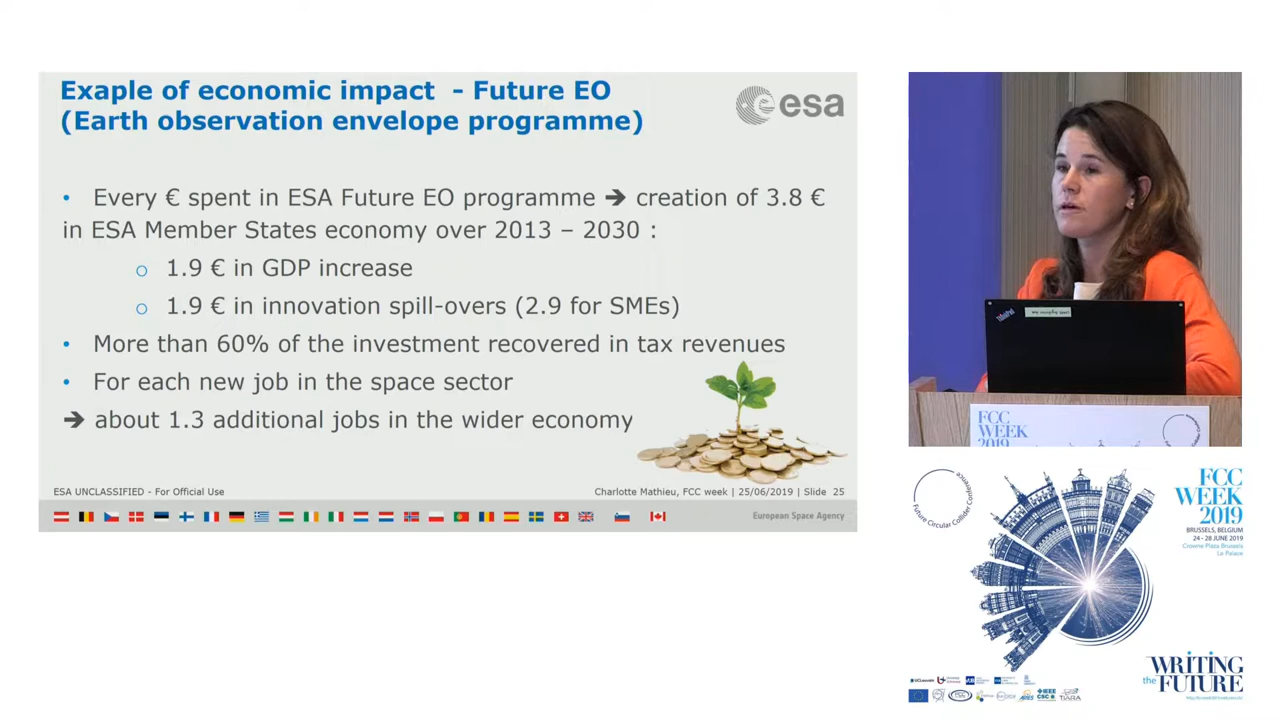 Exaple of economic impact - Future EO
(Earth observation envelope programme)
esa
• Every € spent in ESA Future EO programme ➔ creation of 3.8 €
in ESA Member States economy over 2013 – 2030 :
o 1.9 € in GDP increase
o 1.9 € in innovation spill-overs (2.9 for SMEs)
• More than 60% of the investment recovered in tax revenues
• For each new job in the space sector
➔ about 1.3 additional jobs in the wider economy
ESA UNCLASSIFIED - For Official Use
Charlotte Mathieu, FCC week | 25/06/2019 | Slide 25
European Space Agency
ThinkPad
FCC
WEEK
2019
Future Circular Collider Conference
FCC
WEEK
2019
BRUSSELS, BELGIUM
24 - 28 JUNE 2019
Crowne Plaza Brussels
Le Palace
WRITING
the FUTURE
IEEE
CSC
TIARA